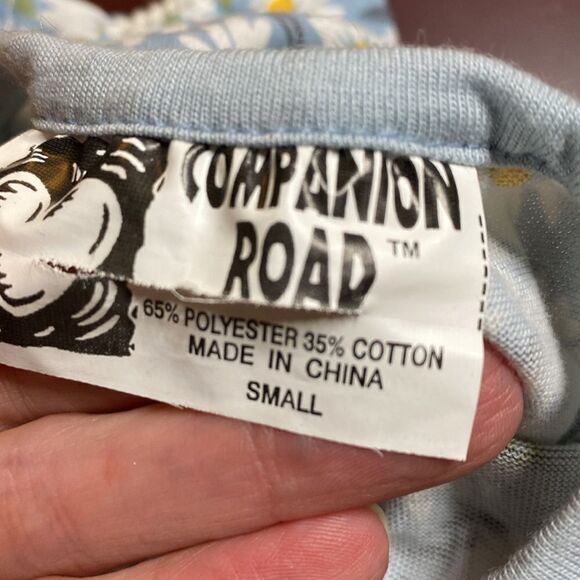 COMPANION
ROAD™
65% POLYESTER 35% COTTON
MADE IN CHINA
SMALL